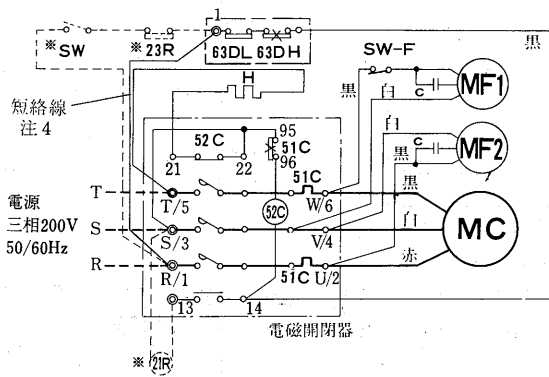 ※ SW
※ 23R
1
63DL 63DH
黒
SW-F
短絡線
注4
H
黒
C
MF1
白
52C
95
51C
96
21
22
C
MF2
黒
51C
電源
三相200V
50/60Hz
T
T/5
52C
W/6
黒
S
S/3
V/4
白
MC
R
R/1
51C
U/2
赤
13
14
電磁開閉器
※ 21R